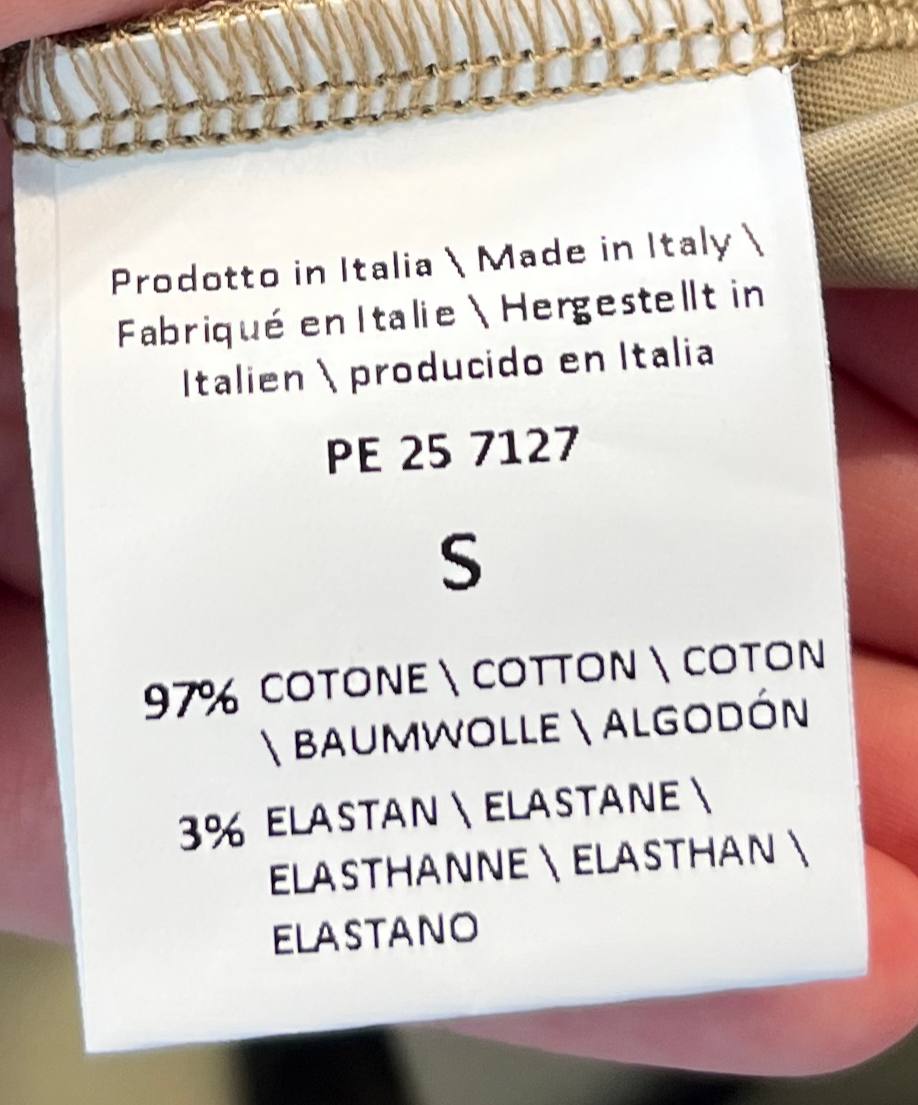 Prodotto in Italia \ Made in Italy \
Fabriqué en Italie \ Hergestellt in
Italien \ producido en Italia
PE 25 7127
S
97% COTONE \ COTTON \ COTON
\ BAUMWOLLE \ ALGODÓN
3% ELASTAN \ ELASTANE \
ELASTHANNE \ ELASTHAN \
ELASTANO